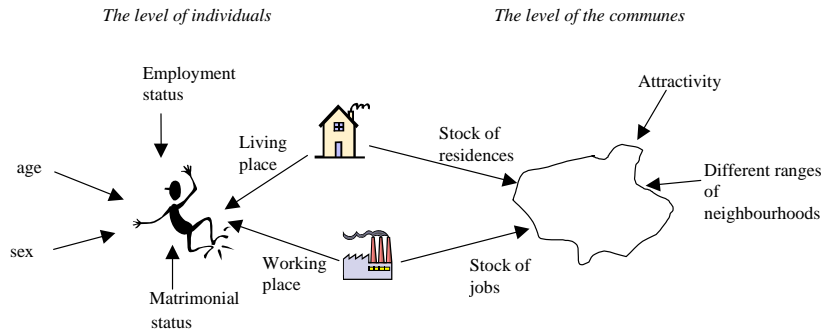 The level of individuals
The level of the communes
Employment
status
Attractivity
Living
place
Stock of
residences
age
Different ranges
of
neighbourhoods
sex
Working
place
Stock of
jobs
Matrimonial
status